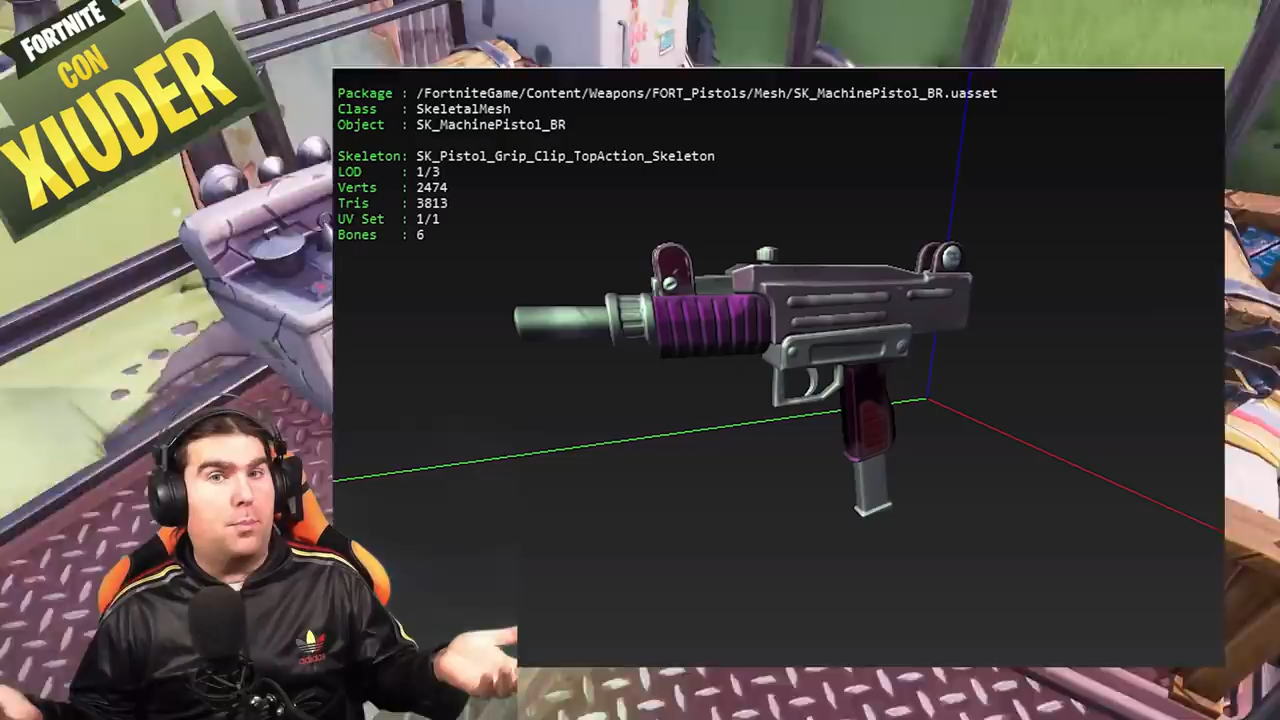 FORTNITE
CON
XIUDER
Package : /FortniteGame/Content/Weapons/FORT_Pistols/Mesh/SK_MachinePistol_BR.uasset
Class : SkeletalMesh
Object : SK_MachinePistol_BR
Skeleton: SK_Pistol_Grip_Clip_TopAction_Skeleton
LOD : 1/3
Verts : 2474
Tris : 3813
UV Set : 1/1
Bones : 6
adidas